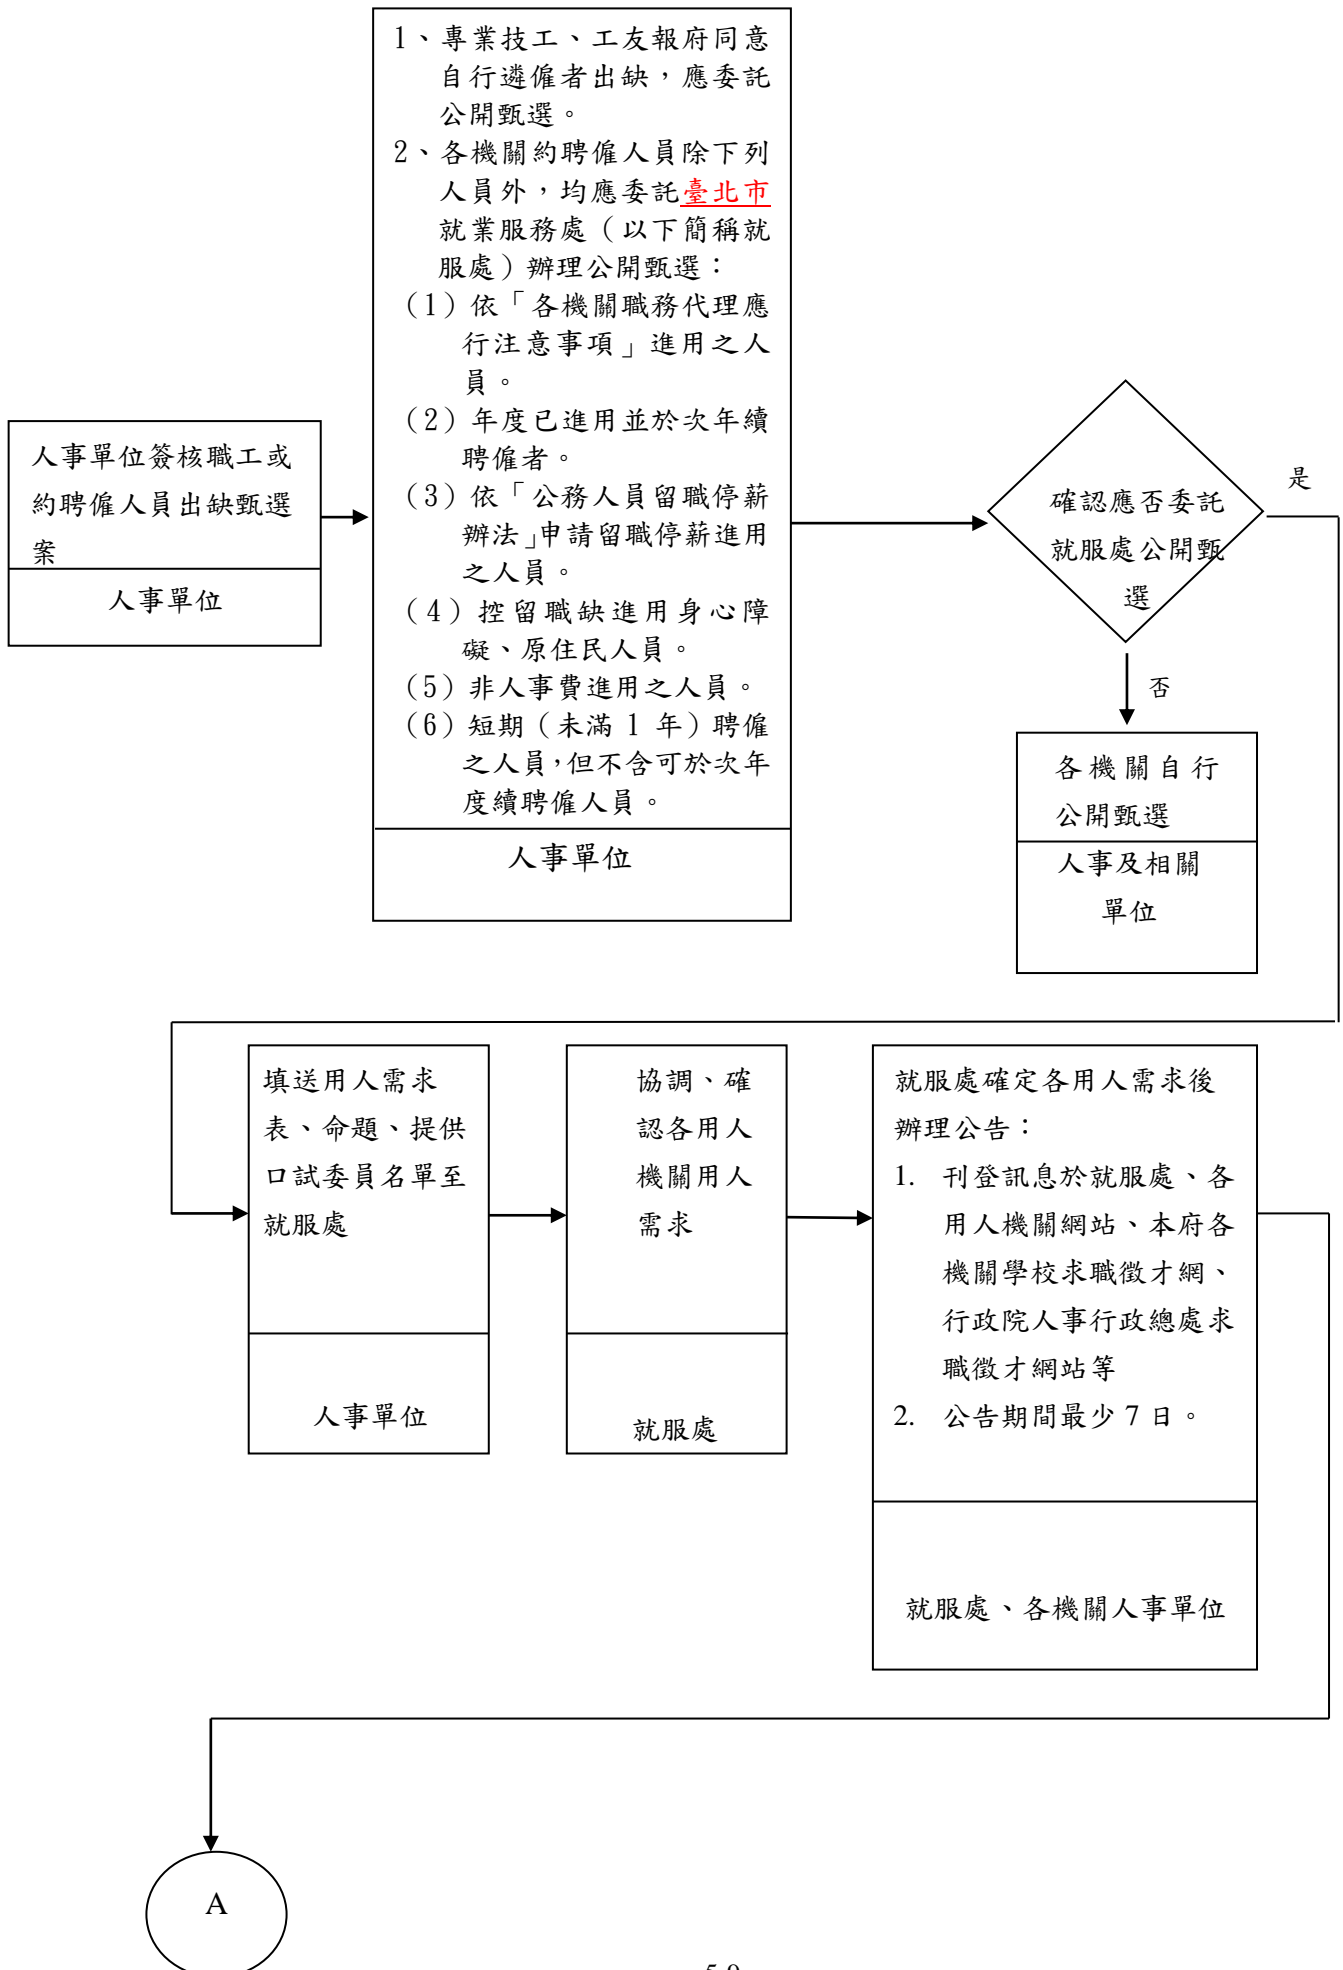 人事單位簽核職工或
約聘僱人員出缺甄選
案
人事單位
1、專業技工、工友報府同意
自行遴僱者出缺，應委託
公開甄選。
2、各機關約聘僱人員除下列
人員外，均應委託臺北市
就業服務處（以下簡稱就
服處）辦理公開甄選：
（1）依「各機關職務代理應
行注意事項」進用之人
員。
（2）年度已進用並於次年續
聘僱者。
（3）依「公務人員留職停薪
辦法」申請留職停薪進用
之人員。
（4）控留職缺進用身心障
礙、原住民人員。
（5）非人事費進用之人員。
（6）短期（未滿 1 年）聘僱
之人員，但不含可於次年
度續聘僱人員。
人事單位
確認應否委託
就服處公開甄
選
是
否
各機關自行
公開甄選
人事及相關
單位
填送用人需求
表、命題、提供
口試委員名單至
就服處
人事單位
協調、確
認各用人
機關用人
需求
就服處
就服處確定各用人需求後
辦理公告：
1. 刊登訊息於就服處、各
用人機關網站、本府各
機關學校求職徵才網、
行政院人事行政總處求
職徵才網站等
2. 公告期間最少 7 日。
就服處、各機關人事單位
A